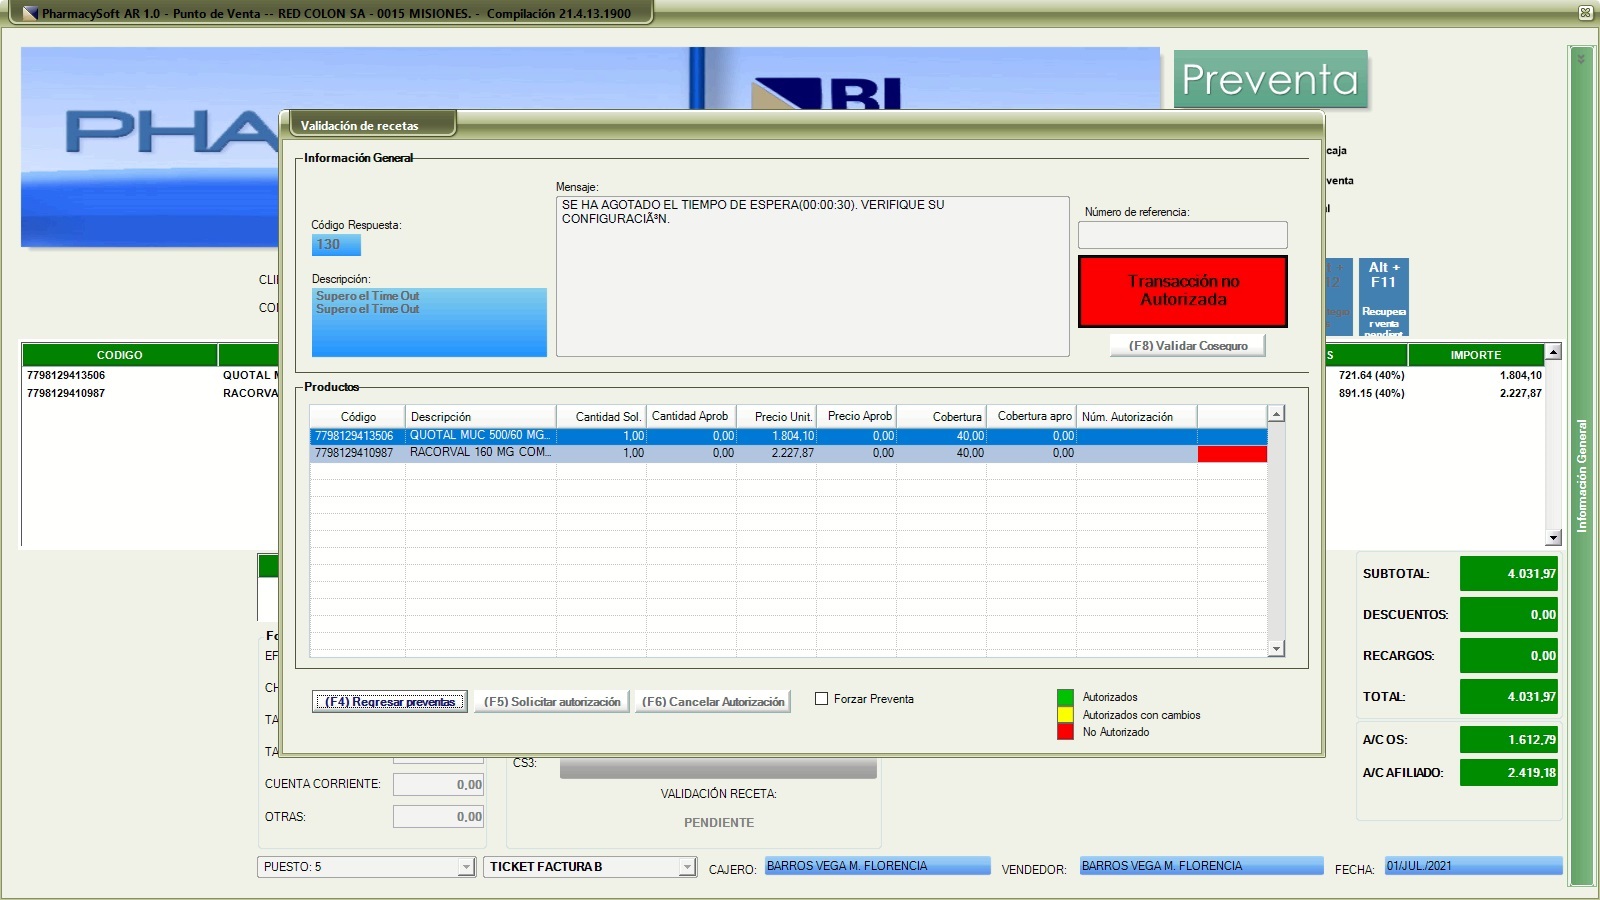 PharmacySoft AR 1.0 - Punto de Venta -- RED COLON SA - 0015 MISIONES. - Compilación 21.4.13.1900
Preventa
PHA
BI
Validación de recetas
Información General
Mensaje:
SE HA AGOTADO EL TIEMPO DE ESPERA(00:00:30). VERIFIQUE SU
CONFIGURACIÃ³N.
Código Respuesta:
130
Descripción:
Supero el Time Out
Supero el Time Out
Número de referencia:
Transacción no
Autorizada
(F8) Validar Coseguro
caja
venta
Alt +
F11
Recupera
r venta
pendient
Información General
CODIGO
S
IMPORTE
7798129413506
QUOTAL M
721.64 (40%)
1.804,10
7798129410987
RACORVA
891.15 (40%)
2.227,87
Productos
Código
Descripción
Cantidad Sol.
Cantidad Aprob
Precio Unit.
Precio Aprob
Cobertura
Cobertura apro
Núm. Autorización
7798129413506
QUOTAL MUC 500/60 MG...
1,00
0,00
1.804,10
0,00
40,00
0,00
7798129410987
RACORVAL 160 MG COM...
1,00
0,00
2.227,87
0,00
40,00
0,00
(F4) Regresar preventas
(F5) Solicitar autorización
(F6) Cancelar Autorización
Forzar Preventa
Autorizados
Autorizados con cambios
No Autorizado
SUBTOTAL:
4.031,97
DESCUENTOS:
0,00
RECARGOS:
0,00
TOTAL:
4.031,97
A/C OS:
1.612,79
A/C AFILIADO:
2.419,18
CLI
CO
Fo
EF
CH
TA
TA
CUENTA CORRIENTE:
0,00
OTRAS:
0,00
CS3:
VALIDACIÓN RECETA:
PENDIENTE
PUESTO: 5
TICKET FACTURA B
CAJERO:
BARROS VEGA M. FLORENCIA
VENDEDOR:
BARROS VEGA M. FLORENCIA
FECHA:
01/JUL./2021